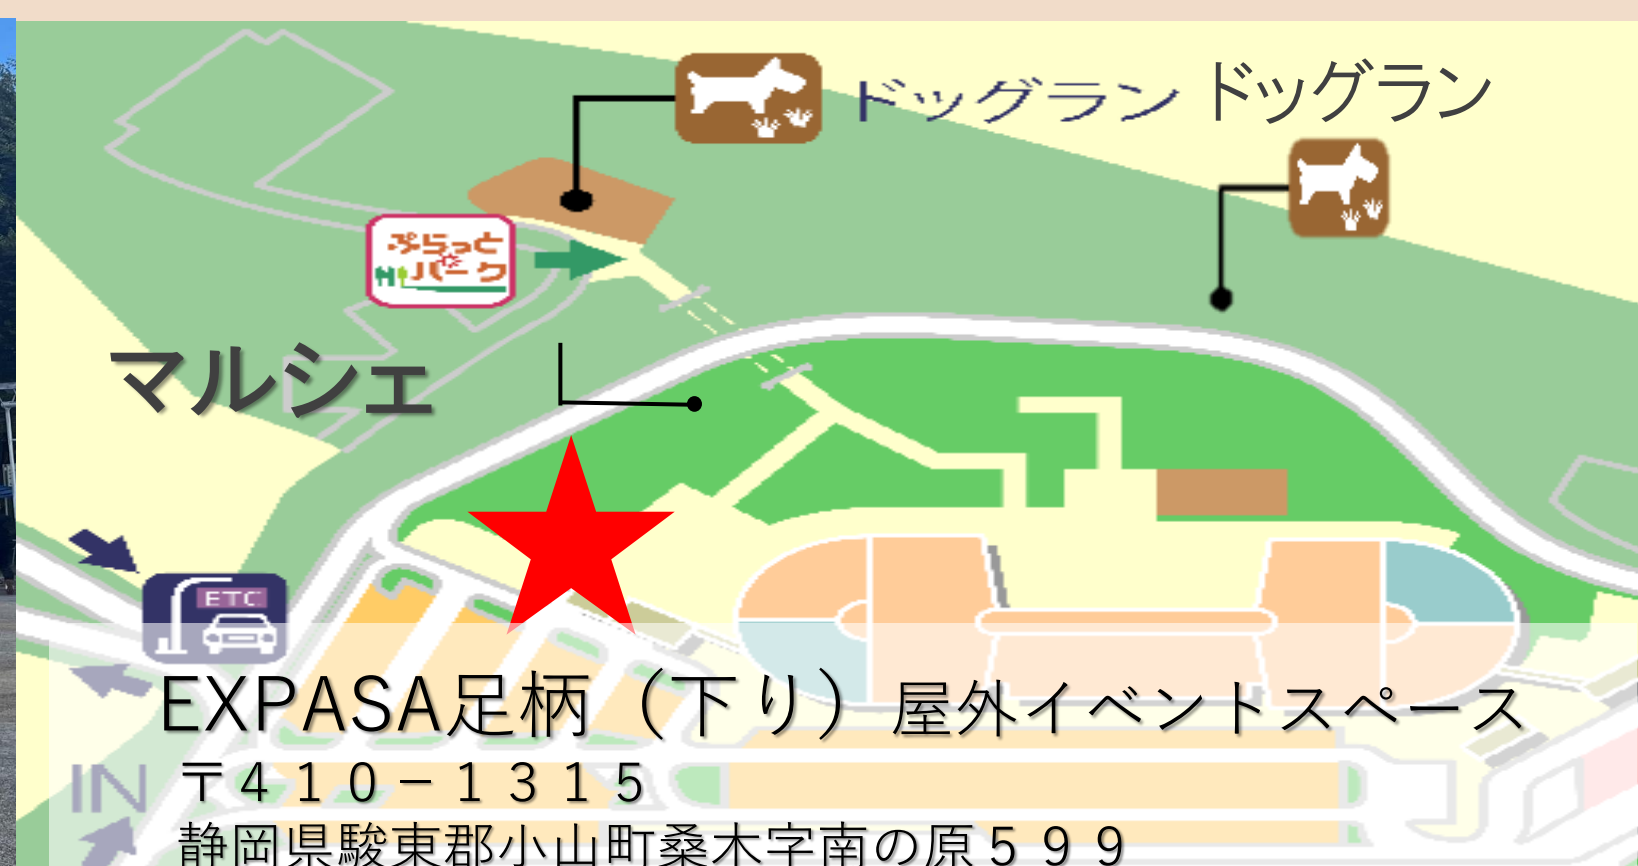 ドッグラン
ドッグラン
ぷらっと
パーク
マルシェ
ETC
EXPASA足柄（下り）屋外イベントスペース
IN
〒４１０－１３１５
静岡県駿東郡小山町桑木字南の原５９９